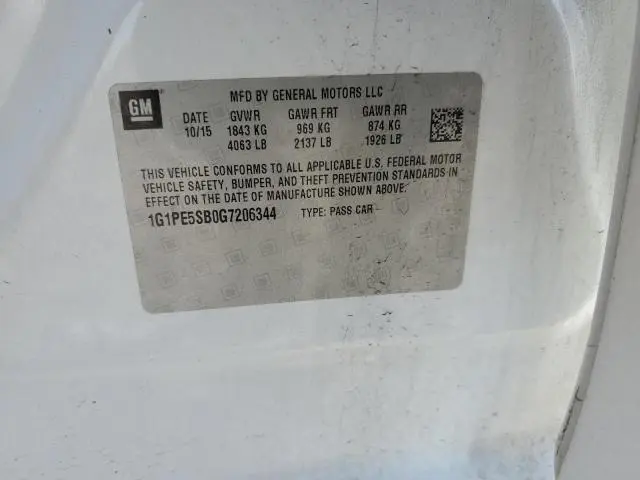 GM
MFD BY GENERAL MOTORS LLC
DATE GVWR GAWR FRT GAWR RR
10/15 1843 KG 969 KG 874 KG
4063 LB 2137 LB 1926 LB
THIS VEHICLE CONFORMS TO ALL APPLICABLE U.S. FEDERAL MOTOR
VEHICLE SAFETY, BUMPER, AND THEFT PREVENTION STANDARDS IN
EFFECT ON THE DATE OF MANUFACTURE SHOWN ABOVE.
1G1PE5SB0G7206344 TYPE: PASS CAR